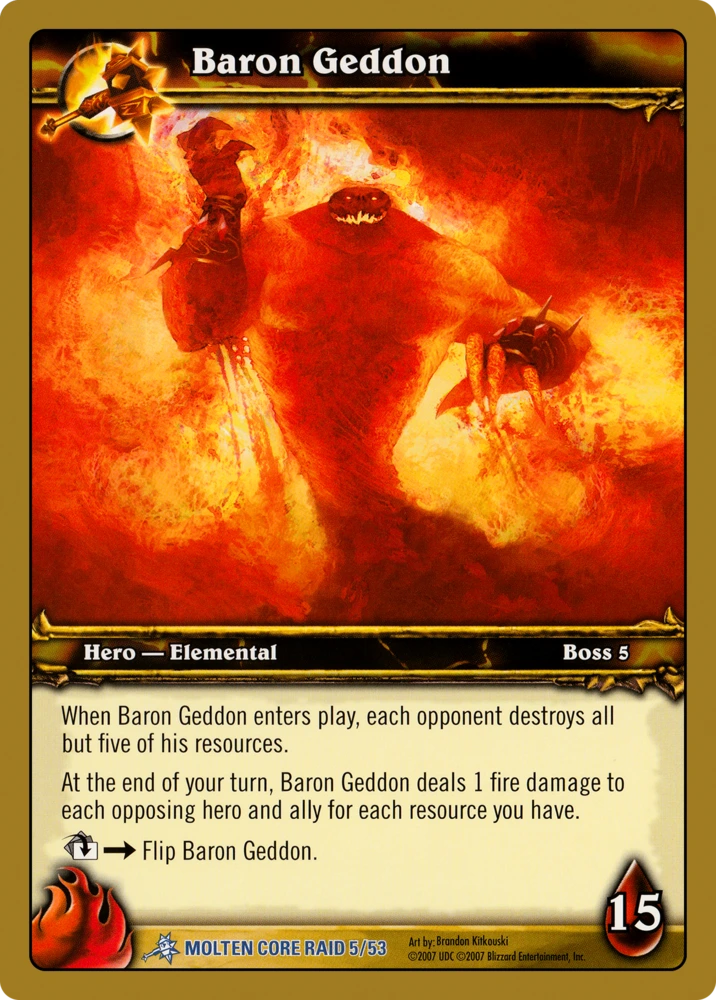 Baron Geddon
Hero — Elemental
Boss 5
When Baron Geddon enters play, each opponent destroys all
but five of his resources.
At the end of your turn, Baron Geddon deals 1 fire damage to
each opposing hero and ally for each resource you have.
Flip Baron Geddon.
15
MOLTEN CORE RAID 5/53
Art by: Brandon Kitkouski
©2007 UDC ©2007 Blizzard Entertainment, Inc.